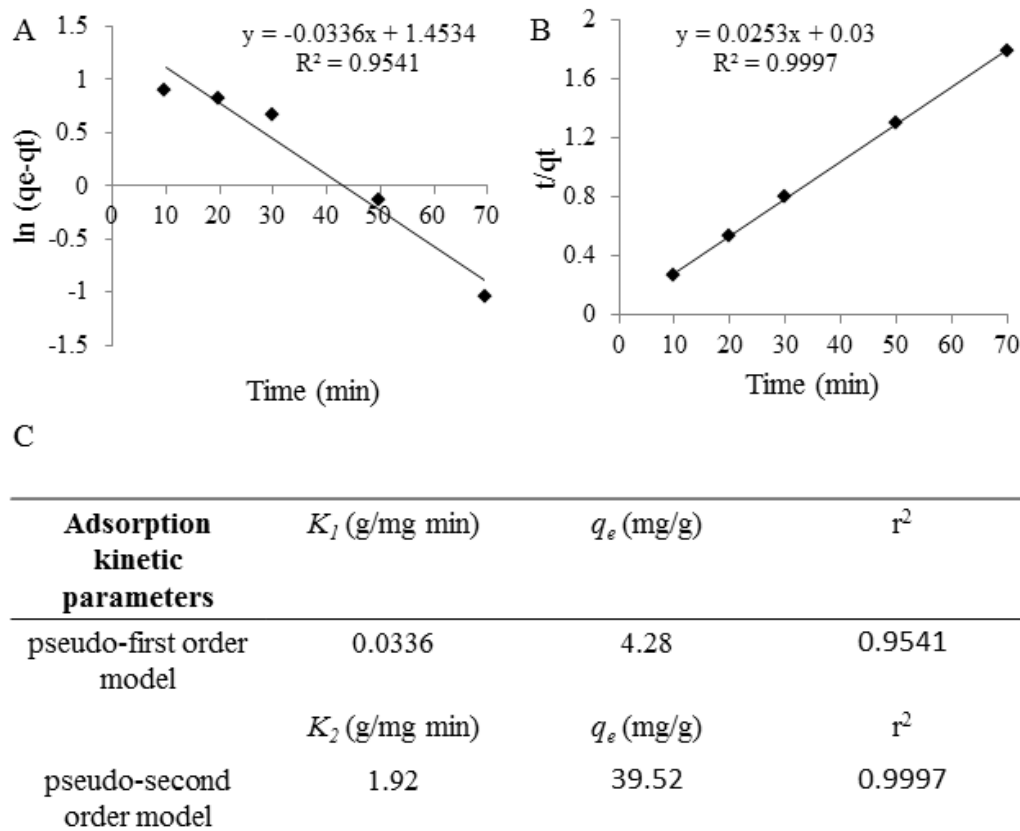 A
y = -0.0336x + 1.4534
R² = 0.9541
ln (qe-qt)
1.5
1
0.5
0
-0.5
-1
-1.5
0 10 20 30 40 50 60 70
Time (min)
B
y = 0.0253x + 0.03
R² = 0.9997
t/qt
2
1.6
1.2
0.8
0.4
0
0 10 20 30 40 50 60 70
Time (min)
C
Adsorption kinetic parameters K₁ (g/mg min) qₑ (mg/g) r²
pseudo-first order model 0.0336 4.28 0.9541
K₂ (g/mg min) qₑ (mg/g) r²
pseudo-second order model 1.92 39.52 0.9997